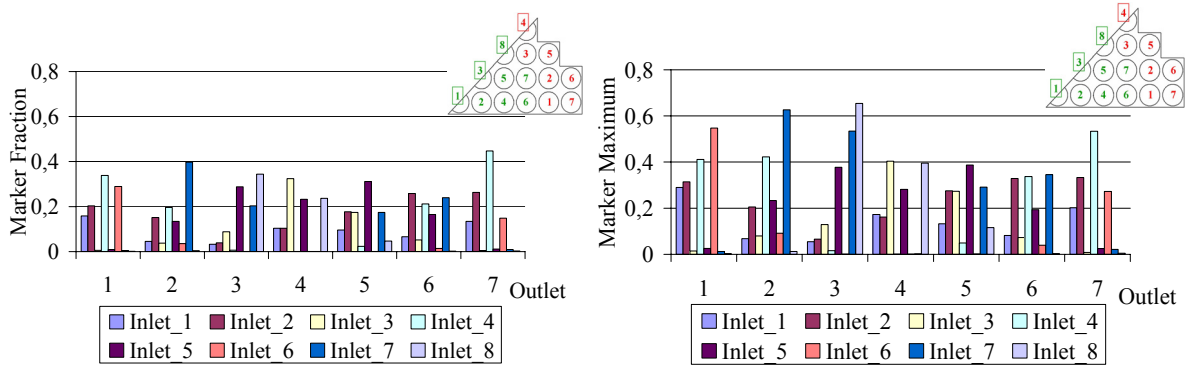 4
8
3 5
3 5 7 2 6
1 2 4 6 1 7
Marker Fraction
0,8
0,6
0,4
0,2
0
1 2 3 4 5 6 7 Outlet
Inlet_1 Inlet_2 Inlet_3 Inlet_4
Inlet_5 Inlet_6 Inlet_7 Inlet_8
4
8
3 5
3 5 7 2 6
1 2 4 6 1 7
Marker Maximum
0,8
0,6
0,4
0,2
0
1 2 3 4 5 6 7 Outlet
Inlet_1 Inlet_2 Inlet_3 Inlet_4
Inlet_5 Inlet_6 Inlet_7 Inlet_8